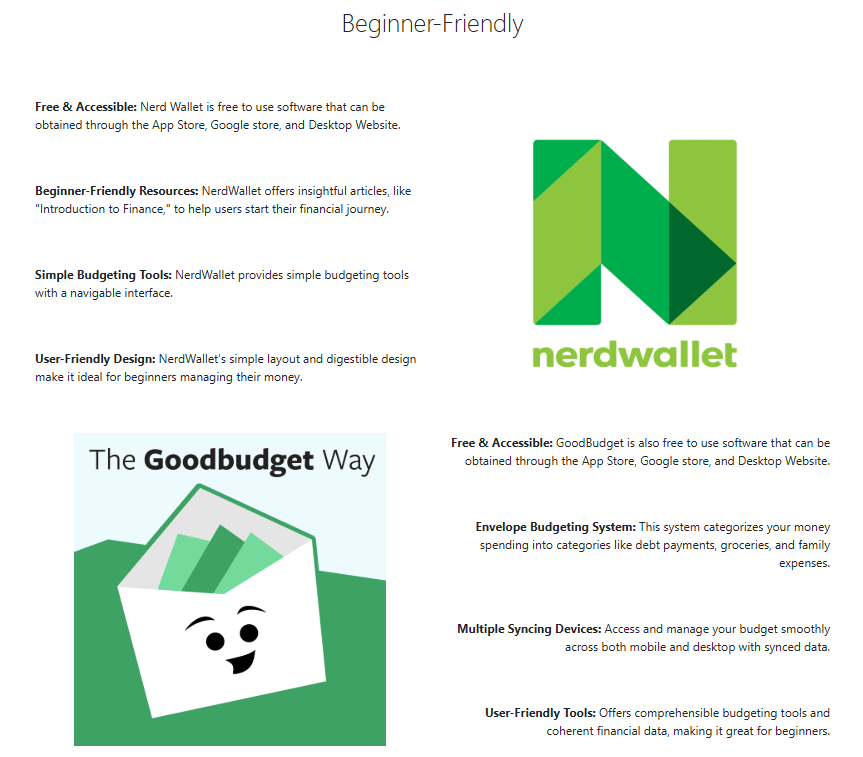 Beginner-Friendly
Free & Accessible: Nerd Wallet is free to use software that can be
obtained through the App Store, Google store, and Desktop Website.
Beginner-Friendly Resources: NerdWallet offers insightful articles, like
"Introduction to Finance," to help users start their financial journey.
Simple Budgeting Tools: NerdWallet provides simple budgeting tools
with a navigable interface.
User-Friendly Design: NerdWallet's simple layout and digestible design
make it ideal for beginners managing their money.
nerdwallet
The Goodbudget Way
Free & Accessible: GoodBudget is also free to use software that can be
obtained through the App Store, Google store, and Desktop Website.
Envelope Budgeting System: This system categorizes your money
spending into categories like debt payments, groceries, and family
expenses.
Multiple Syncing Devices: Access and manage your budget smoothly
across both mobile and desktop with synced data.
User-Friendly Tools: Offers comprehensible budgeting tools and
coherent financial data, making it great for beginners.